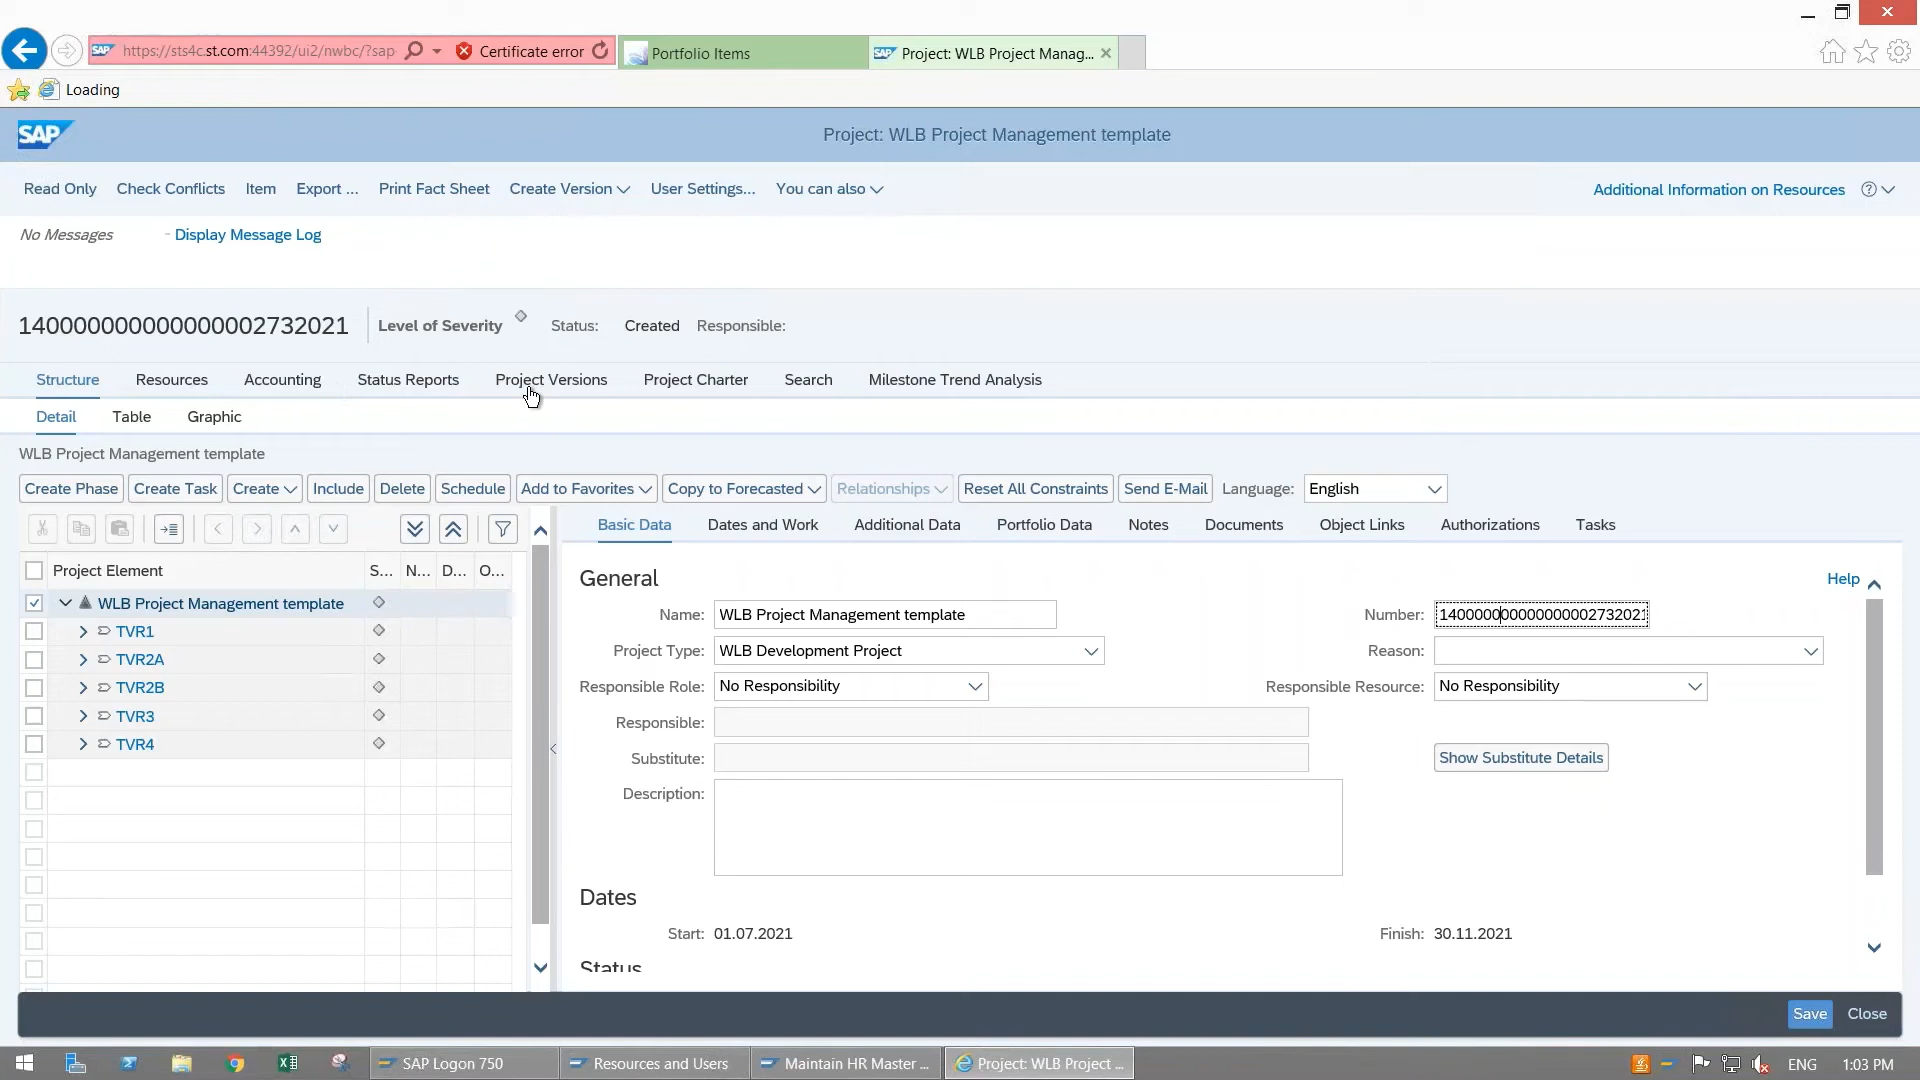 https://sts4c.st.com:44392/ui2/nwbc/?sap
Certificate error
Portfolio Items
SAP Project: WLB Project Manag...
Loading
SAP
Project: WLB Project Management template
Read Only Check Conflicts Item Export ... Print Fact Sheet Create Version User Settings... You can also Additional Information on Resources
No Messages - Display Message Log
Level of Severity Status: Created Responsible:
Structure Resources Accounting Status Reports Project Versions Project Charter Search Milestone Trend Analysis
Detail Table Graphic
WLB Project Management template
Create Phase Create Task Create Include Delete Schedule Add to Favorites Copy to Forecasted Relationships Reset All Constraints Send E-Mail Language: English
Basic Data Dates and Work Additional Data Portfolio Data Notes Documents Object Links Authorizations Tasks
Project Element S... N... D... O...
WLB Project Management template
TVR1
TVR2A
TVR2B
TVR3
TVR4
General Help
Name: WLB Project Management template Number:
Project Type: WLB Development Project Reason:
Responsible Role: No Responsibility Responsible Resource: No Responsibility
Responsible:
Substitute: Show Substitute Details
Description:
Dates
Start: 01.07.2021 Finish: 30.11.2021
Status
Save Close
SAP Logon 750 Resources and Users Maintain HR Master ... Project: WLB Project ... ENG 1:03 PM